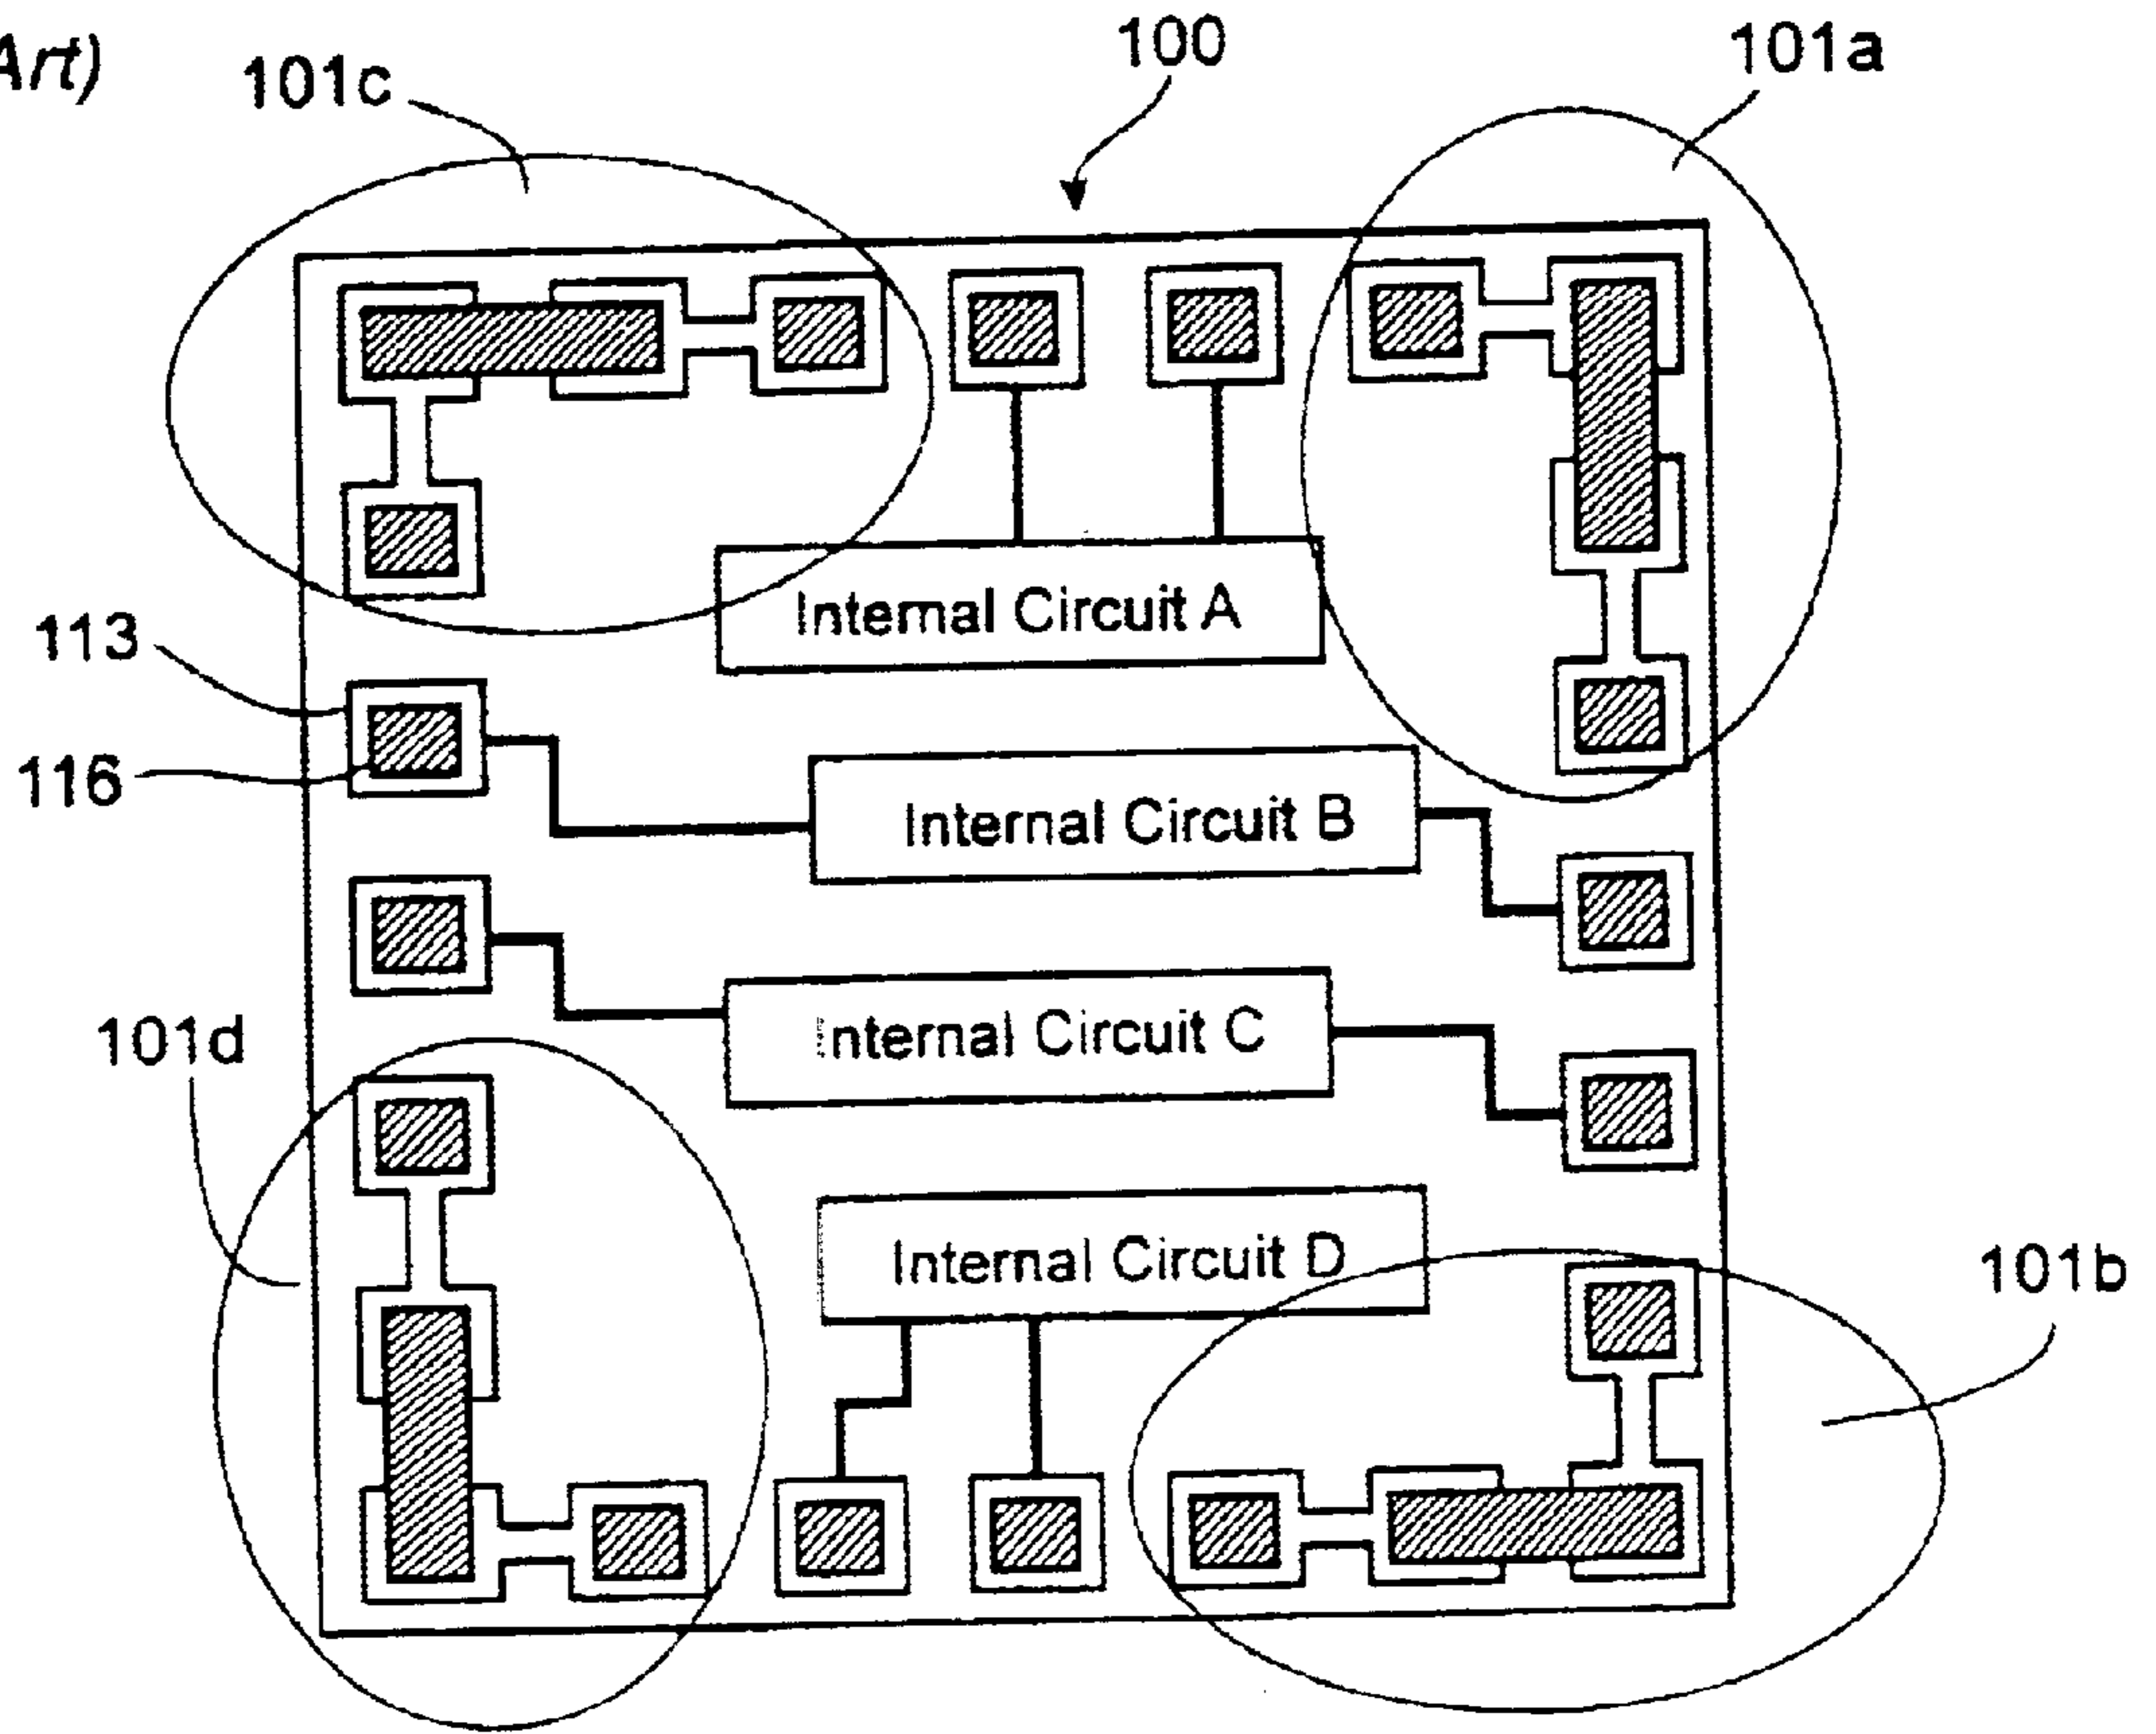 Art)
100
101a
101c
Internal Circuit A
113
116
Internal Circuit B
Internal Circuit C
101d
Internal Circuit D
101b